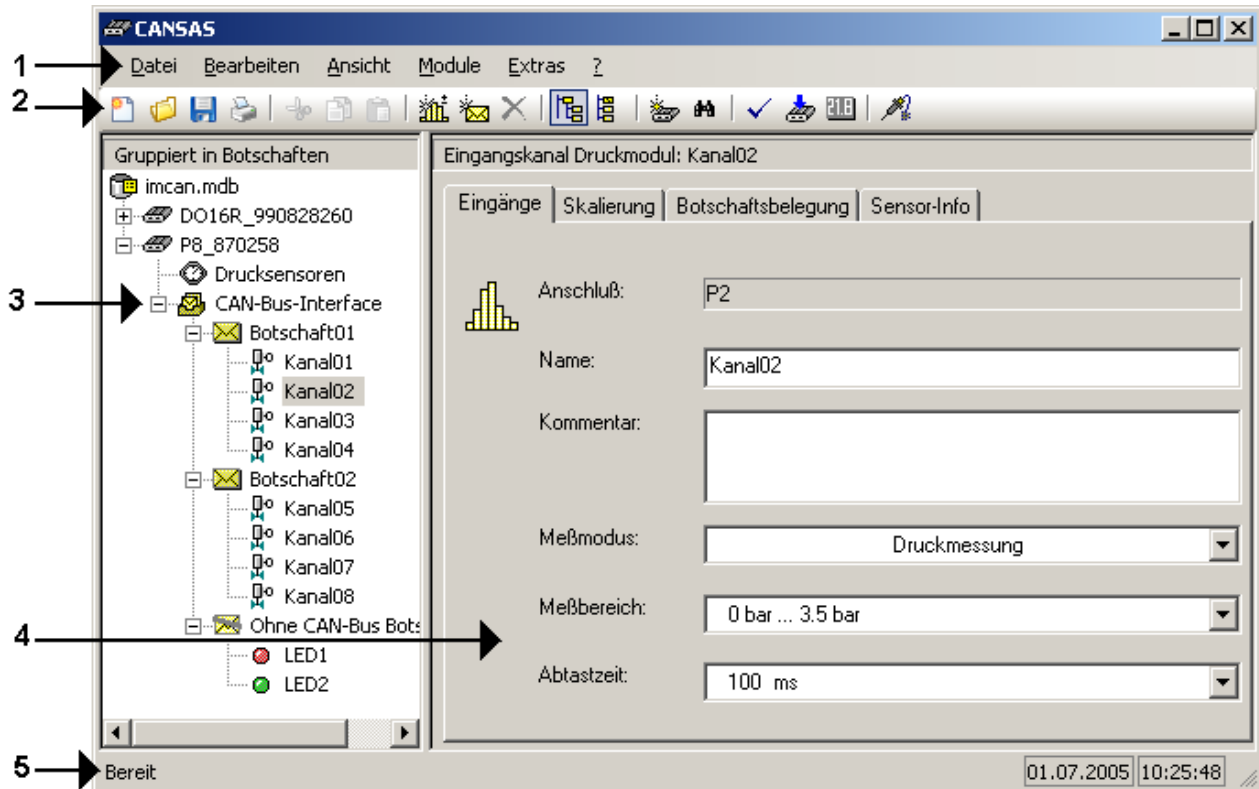 CANSAS
1
Datei Bearbeiten Ansicht Module Extras ?
2
Gruppiert in Botschaften
imcan.mdb
DO16R_990828260
P8_870258
Drucksensoren
3
CAN-Bus-Interface
Botschaft01
Kanal01
Kanal02
Kanal03
Kanal04
Botschaft02
Kanal05
Kanal06
Kanal07
Kanal08
Ohne CAN-Bus Bots
LED1
LED2
Eingangskanal Druckmodul: Kanal02
Eingänge Skalierung Botschaftsbelegung Sensor-Info
Anschluß: P2
Name: Kanal02
Kommentar:
Meßmodus: Druckmessung
Meßbereich: 0 bar ... 3.5 bar
4
Abtastzeit: 100 ms
5
Bereit 01.07.2005 10:25:48